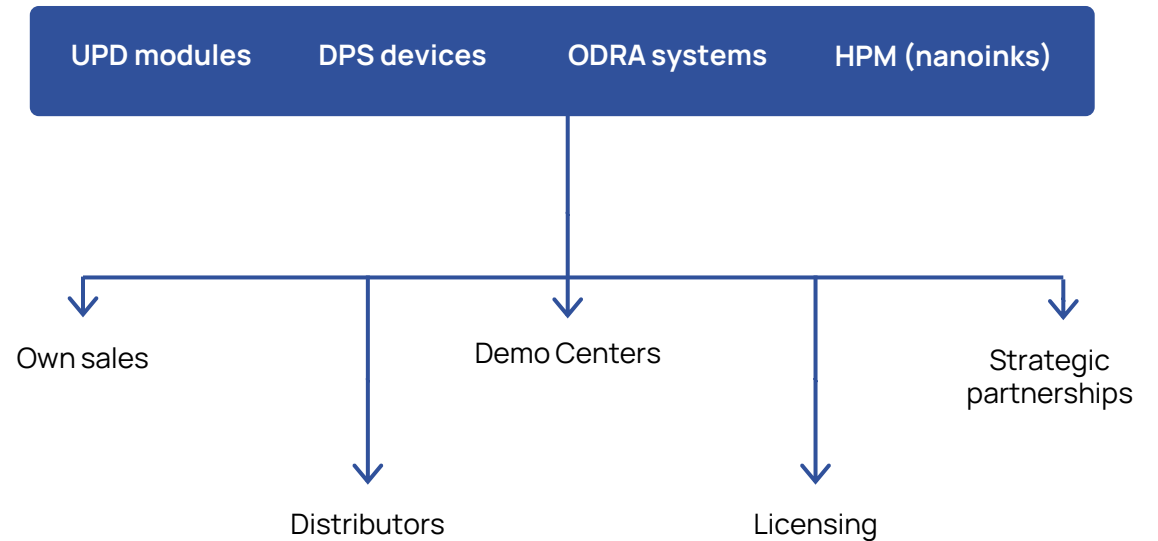 UPD modules DPS devices ODRA systems HPM (nanoinks)
Own sales
Demo Centers
Strategic
partnerships
Distributors
Licensing